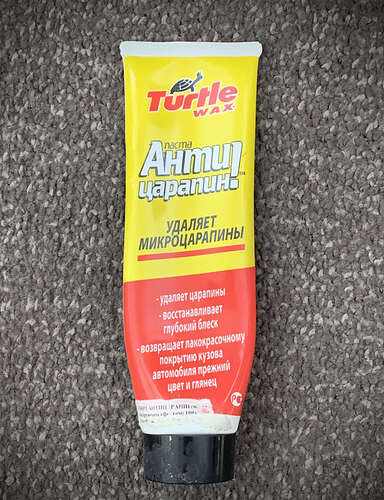 Turtle
WAX
паста
Анти
царапин!™
УДАЛЯЕТ
МИКРОЦАРАПИНЫ
- удаляет царапины
- восстанавливает
глубокий блеск
- возвращает лакокрасочному
покрытию кузова
автомобиля прежний
цвет и глянец